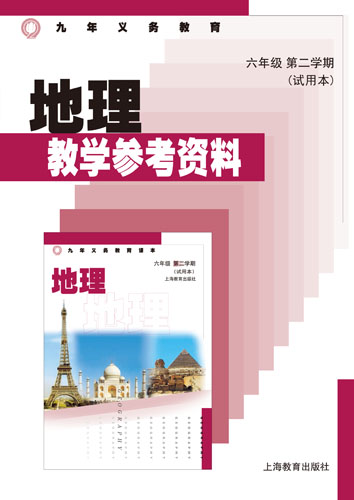 九年义务教育
六年级 第二学期
(试用本)
地理
教学参考资料
九年义务教育课本
六年级 第二学期
(试用本)
上海教育出版社
地理
地理
GEOGRAPHY
上海教育出版社